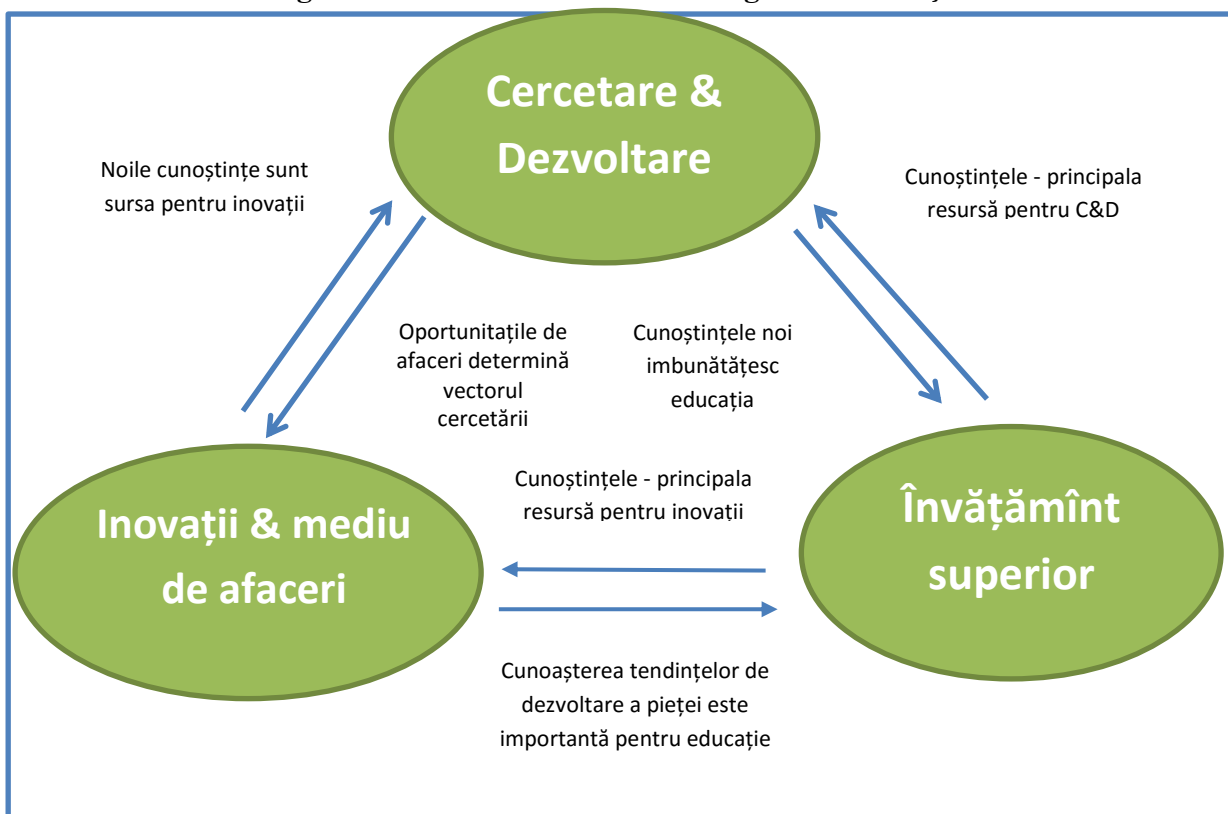 Cercetare &
Dezvoltare
Noile cunoștințe sunt
sursa pentru inovații
Cunoștințele - principala
resursă pentru C&D
Oportunitațile de
afaceri determină
vectorul
cercetării
Cunoștințele noi
imbunătățesc
educația
Cunoștințele - principala
resursă pentru inovații
Inovații & mediu
de afaceri
Învățămînt
superior
Cunoașterea tendințelor de
dezvoltare a pieței este
importantă pentru educație